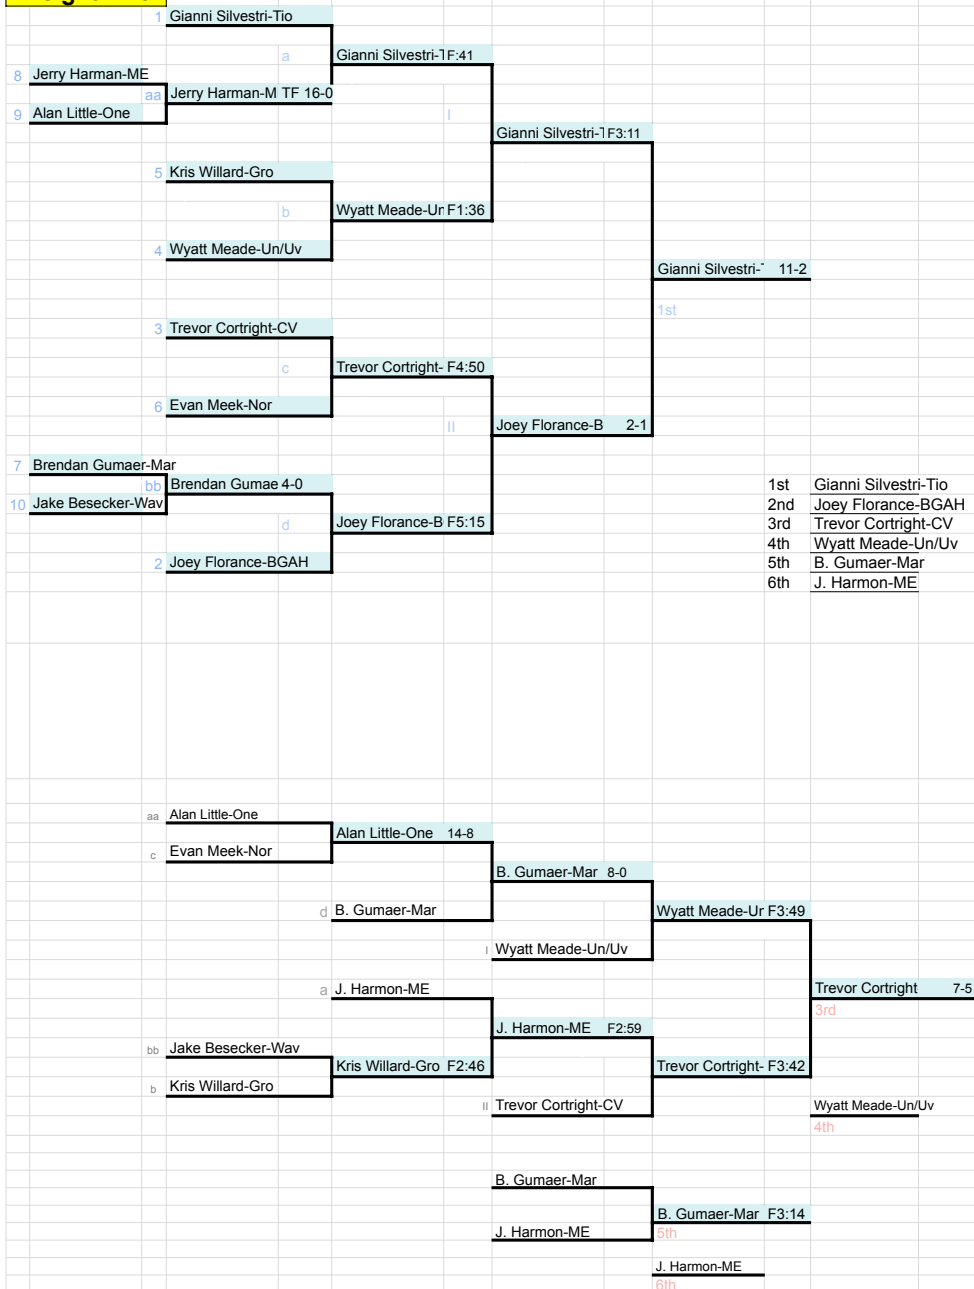 1 Gianni Silvestri-Tio
a Gianni Silvestri-T F:41
8 Jerry Harman-ME
aa Jerry Harman-M TF 16-0
9 Alan Little-One
I
Gianni Silvestri-T F3:11
5 Kris Willard-Gro
b Wyatt Meade-Un F1:36
4 Wyatt Meade-Un/Uv
Gianni Silvestri- 11-2
1st
3 Trevor Cortright-CV
c Trevor Cortright- F4:50
6 Evan Meek-Nor
II Joey Florance-B 2-1
7 Brendan Gumaer-Mar
bb Brendan Gumae 4-0
10 Jake Besecker-Wav
d Joey Florance-B F5:15
2 Joey Florance-BGAH
1st Gianni Silvestri-Tio
2nd Joey Florance-BGAH
3rd Trevor Cortright-CV
4th Wyatt Meade-Un/Uv
5th B. Gumaer-Mar
6th J. Harmon-ME
aa Alan Little-One
Alan Little-One 14-8
c Evan Meek-Nor
B. Gumaer-Mar 8-0
d B. Gumaer-Mar
Wyatt Meade-Un F3:49
I Wyatt Meade-Un/Uv
a J. Harmon-ME
Trevor Cortright 7-5
3rd
J. Harmon-ME F2:59
bb Jake Besecker-Wav
Kris Willard-Gro F2:46
Trevor Cortright- F3:42
b Kris Willard-Gro
II Trevor Cortright-CV
Wyatt Meade-Un/Uv
4th
B. Gumaer-Mar
B. Gumaer-Mar F3:14
J. Harmon-ME
5th
J. Harmon-ME
6th